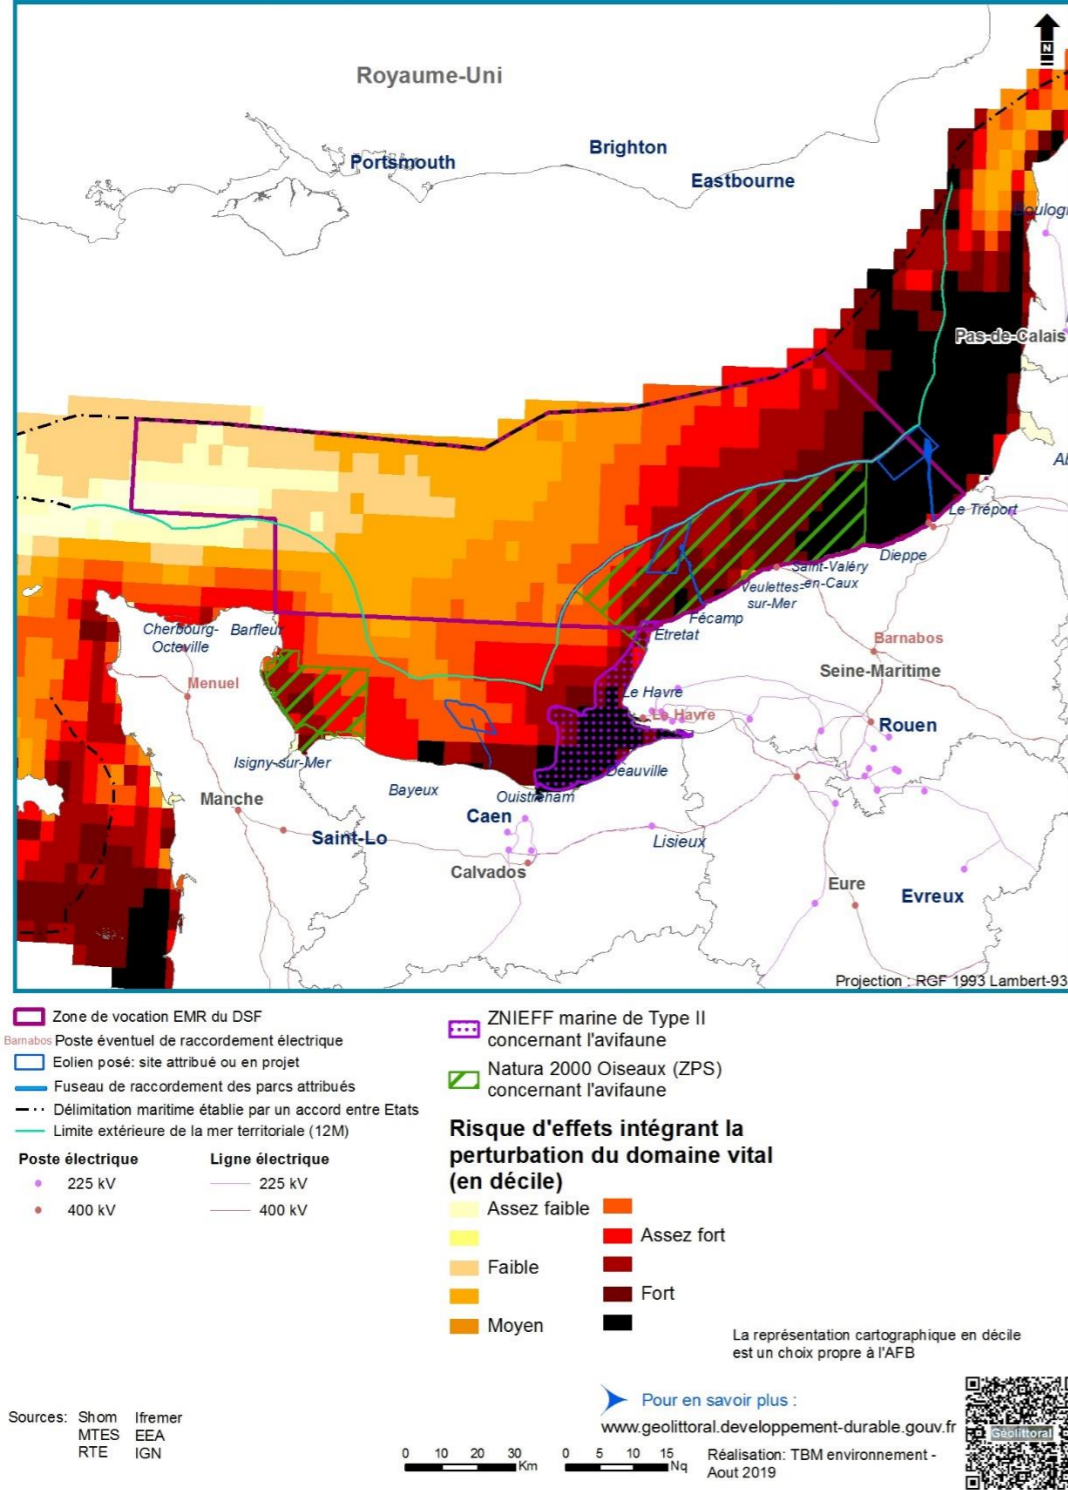 N
Royaume-Uni
Brighton
Portsmouth
Eastbourne
Pas-de-Calais
Le Tréport
Dieppe
Saint-Valéry
en-Caux
Veulettes-
sur-Mer
Fécamp
Etretat
Cherbourg-
Octeville
Barfleur
Barnabos
Seine-Maritime
Menuel
Le Havre
Le Havre
Rouen
Isigny-sur-Mer
Deauville
Bayeux
Ouistreham
Manche
Caen
Saint-Lo
Lisieux
Calvados
Eure
Evreux
Projection : RGF 1993 Lambert-93
Zone de vocation EMR du DSF
Barnabos Poste éventuel de raccordement électrique
Eolien posé: site attribué ou en projet
Fuseau de raccordement des parcs attribués
Délimitation maritime établie par un accord entre Etats
Limite extérieure de la mer territoriale (12M)
Poste électrique
225 kV
400 kV
Ligne électrique
225 kV
400 kV
ZNIEFF marine de Type II
concernant l'avifaune
Natura 2000 Oiseaux (ZPS)
concernant l'avifaune
Risque d'effets intégrant la
perturbation du domaine vital
(en décile)
Assez faible
Faible
Moyen
Assez fort
Fort
La représentation cartographique en décile
est un choix propre à l'AFB
Pour en savoir plus :
www.geolittoral.developpement-durable.gouv.fr
Géolittoral
Sources: Shom Ifremer
MTES EEA
RTE IGN
0 10 20 30
Km
0 5 10 15
Nq
Réalisation: TBM environnement -
Aout 2019